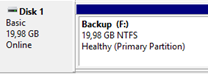 Disk 1
Basic
19,98 GB
Online
Backup (F:)
19,98 GB NTFS
Healthy (Primary Partition)